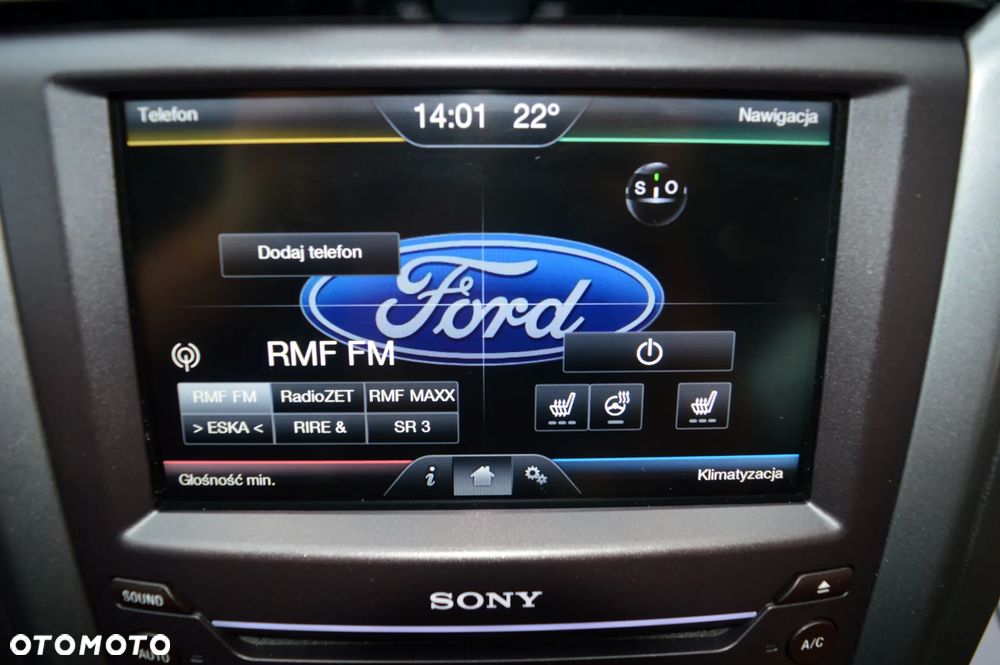 Telefon
14:01 22°
Nawigacja
S O
Dodaj telefon
Ford
RMF FM
RMF FM RadioZET RMF MAXX
> ESKA < RIRE & SR 3
Głośność min.
i
Klimatyzacja
SOUND
SONY
AUTO
A/C
OTOMOTO